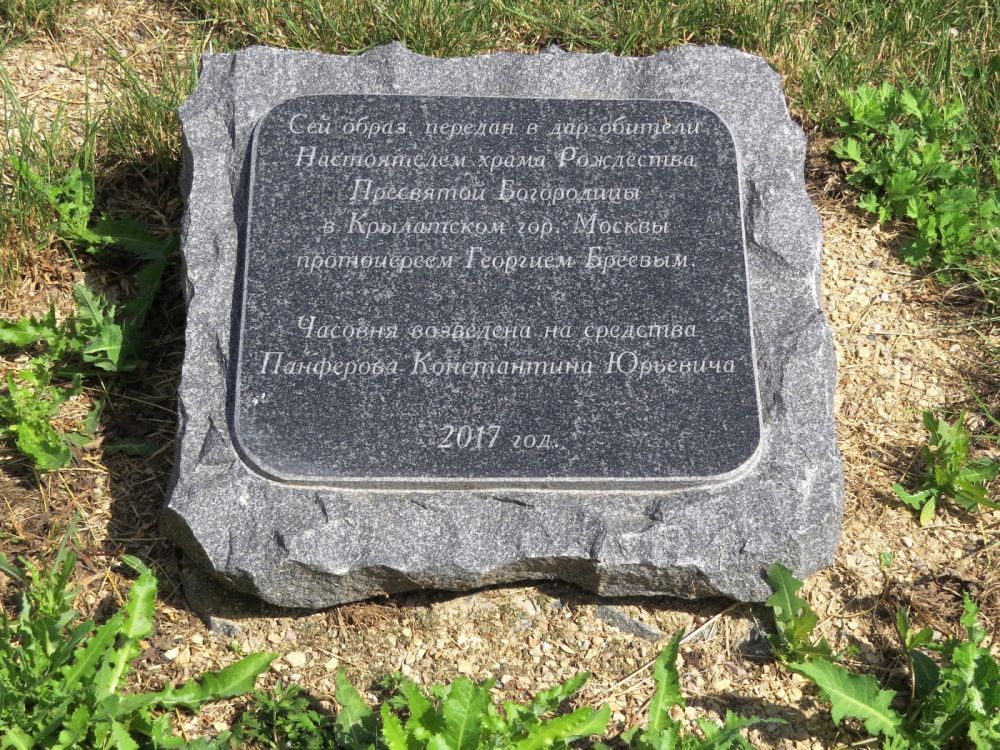 Сей образ, передан в дар обители
Настоятелем храма Рождества
Пресвятой Богородицы
в Крылатском гор. Москвы
протоиереем Георгием Бреевым.
Часовня возведена на средства
Панферова Константина Юрьевича
2017 год.